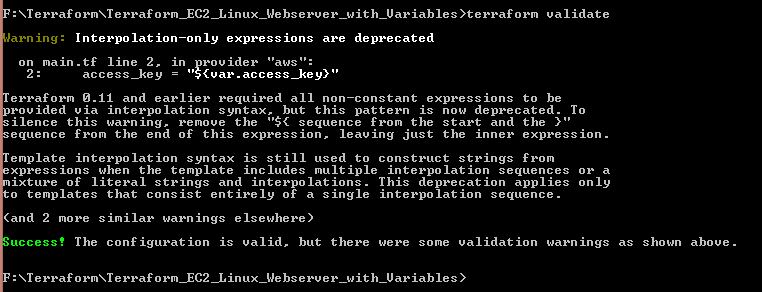 F:\Terraform\Terraform_EC2_Linux_Webserver_with_Variables>terraform validate
Warning: Interpolation-only expressions are deprecated
on main.tf line 2, in provider "aws":
2: access_key = "${var.access_key}"
Terraform 0.11 and earlier required all non-constant expressions to be
provided via interpolation syntax, but this pattern is now deprecated. To
silence this warning, remove the "${ sequence from the start and the }"
sequence from the end of this expression, leaving just the inner expression.
Template interpolation syntax is still used to construct strings from
expressions when the template includes multiple interpolation sequences or a
mixture of literal strings and interpolations. This deprecation applies only
to templates that consist entirely of a single interpolation sequence.
(and 2 more similar warnings elsewhere)
Success! The configuration is valid, but there were some validation warnings as shown above.
F:\Terraform\Terraform_EC2_Linux_Webserver_with_Variables>